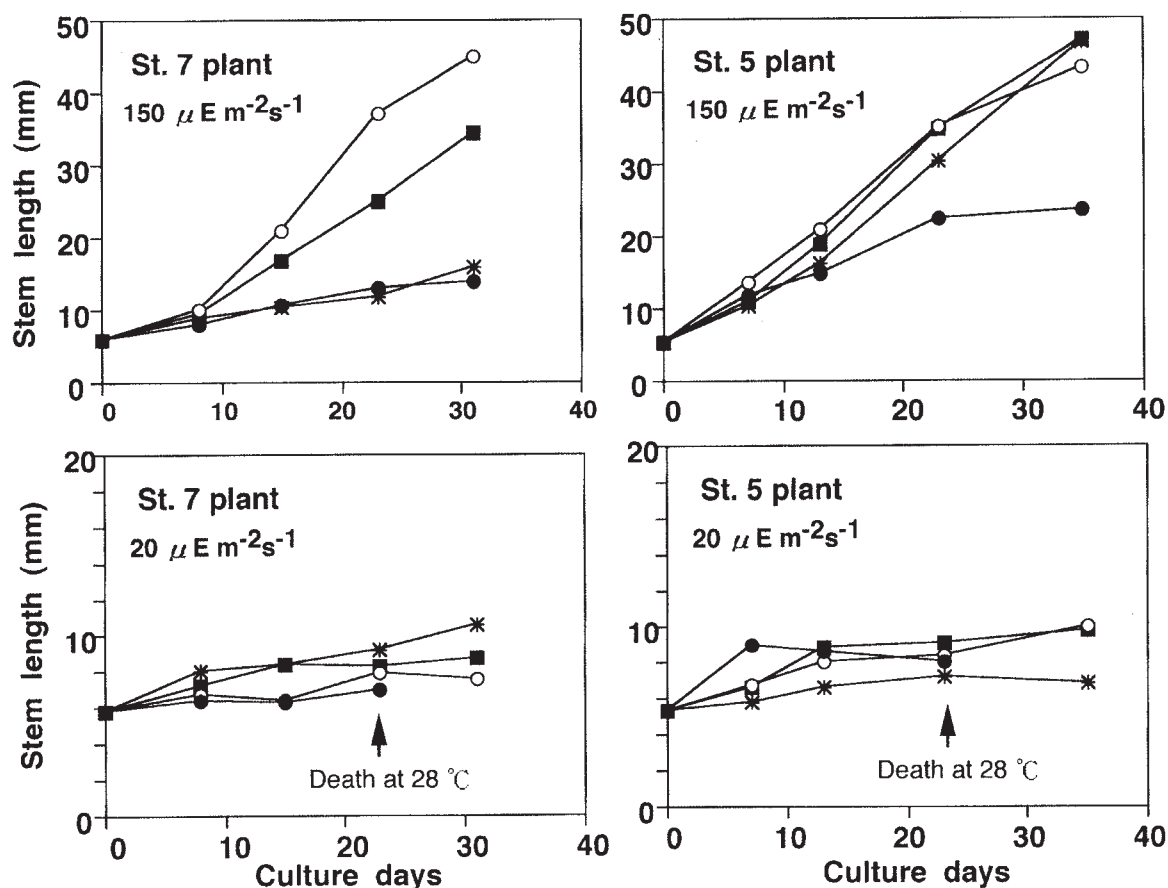 St. 7 plant
150 μ E m-2s-1
Stem length (mm)
50
40
30
20
10
0
0 10 20 30 40
St. 5 plant
150 μ E m-2s-1
50
40
30
20
10
0
0 10 20 30 40
St. 7 plant
20 μ E m-2s-1
Stem length (mm)
20
10
0
Death at 28 ℃
0 10 20 30 40
Culture days
St. 5 plant
20 μ E m-2s-1
20
10
0
Death at 28 ℃
0 10 20 30 40
Culture days